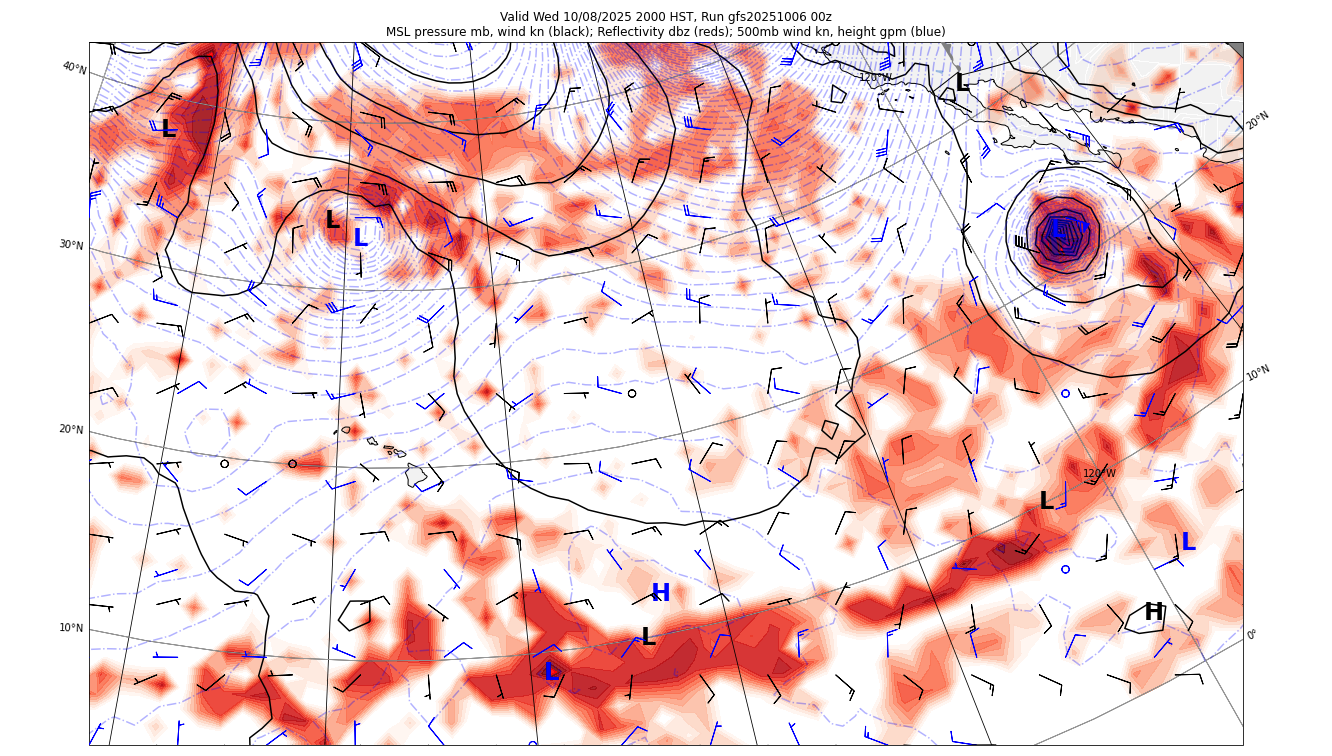 Valid Wed 10/08/2025 2000 HST, Run gfs20251006 00z
MSL pressure mb, wind kn (black); Reflectivity dbz (reds); 500mb wind kn, height gpm (blue)
40°N
120°W
L
20°N
L
L
L
30°N
10°N
20°N
120°W
L
L
H
H
10°N
L
0°
L